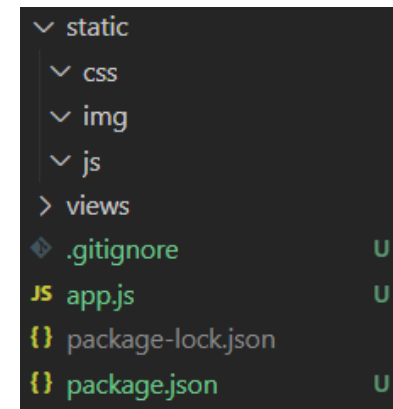 static
css
img
js
views
.gitignore U
JS app.js U
{} package-lock.json
{} package.json U